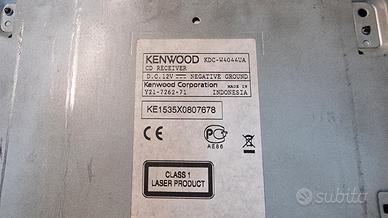 KENWOOD KDC-W4044UA
CD RECEIVER
D.C. 12V NEGATIVE GROUND
Kenwood Corporation MADE IN
Y21-7262-71 INDONESIA
KE1535X0807678
CE PC
AE86
CLASS 1
LASER PRODUCT
subito